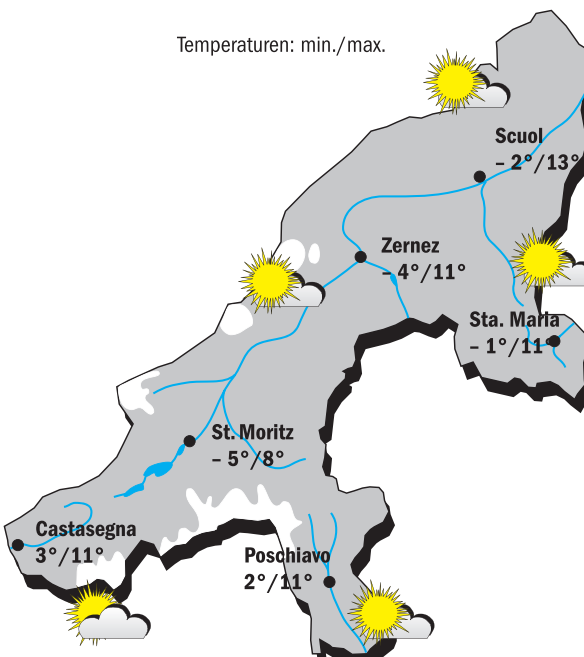 Temperaturen: min./max.
Scuol
– 2°/13°
Zernez
– 4°/11°
Sta. Maria
– 1°/11°
St. Moritz
– 5°/8°
Castasegna
3°/11°
Poschiavo
2°/11°